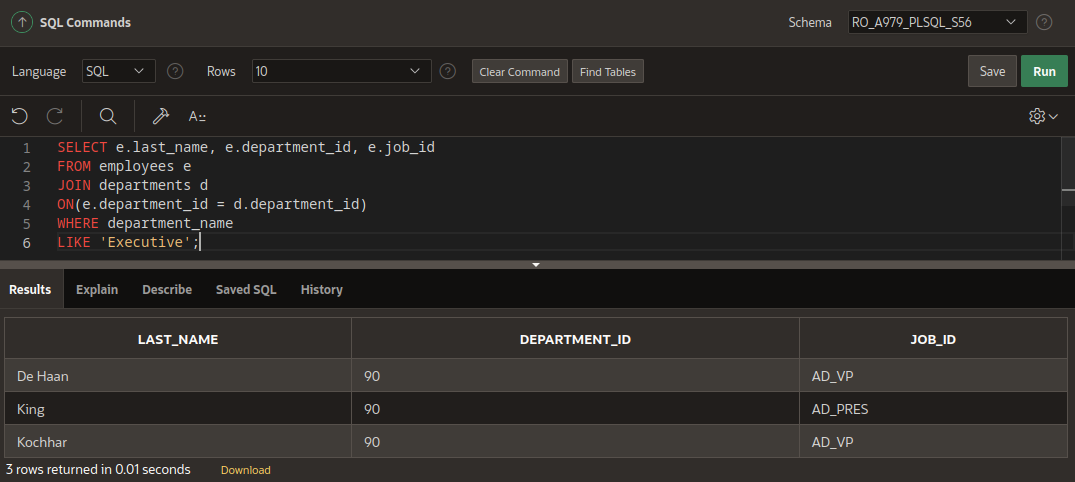 SQL Commands Schema RO_A979_PLSQL_S56
Language SQL Rows 10 Clear Command Find Tables Save Run
A::
1 SELECT e.last_name, e.department_id, e.job_id
2 FROM employees e
3 JOIN departments d
4 ON(e.department_id = d.department_id)
5 WHERE department_name
6 LIKE 'Executive';
Results Explain Describe Saved SQL History
LAST_NAME DEPARTMENT_ID JOB_ID
De Haan 90 AD_VP
King 90 AD_PRES
Kochhar 90 AD_VP
3 rows returned in 0.01 seconds Download